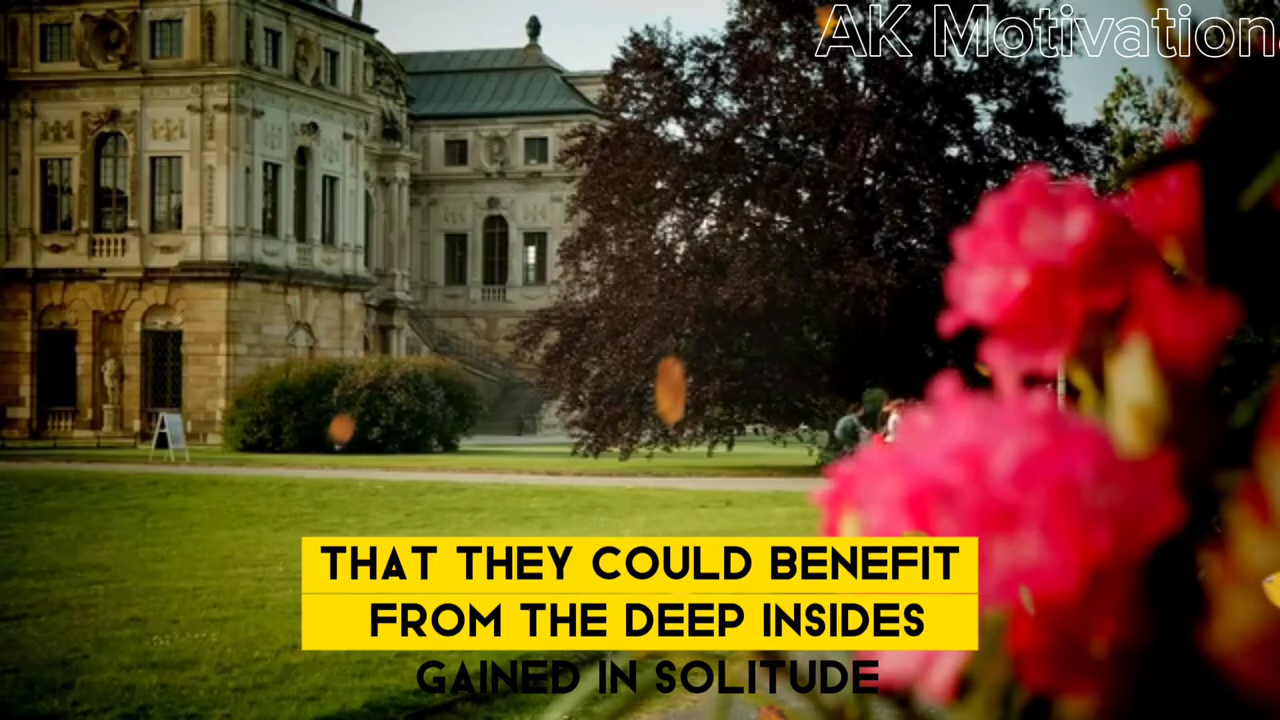 AK Motivation
THAT THEY COULD BENEFIT
FROM THE DEEP INSIDES
GAINED IN SOLITUDE